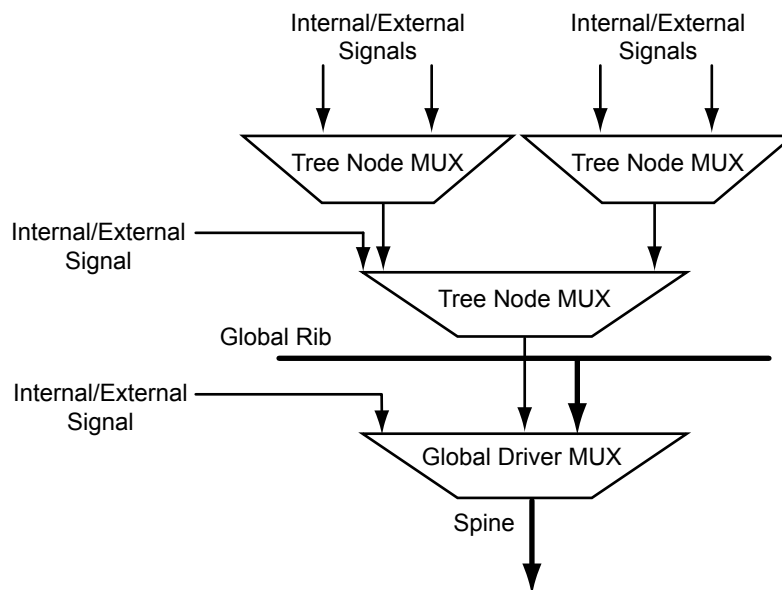 Internal/External
Signals
Internal/External
Signals
Tree Node MUX
Tree Node MUX
Internal/External
Signal
Tree Node MUX
Global Rib
Internal/External
Signal
Global Driver MUX
Spine